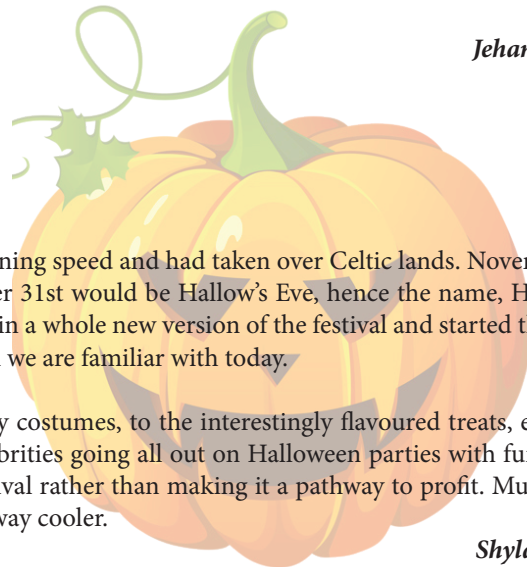 Jehan
ning speed and had taken over Celtic lands. Novem
er 31st would be Hallow’s Eve, hence the name, H
in a whole new version of the festival and started th
we are familiar with today.
y costumes, to the interestingly flavoured treats, e
brities going all out on Halloween parties with fu
ival rather than making it a pathway to profit. Mu
way cooler.
Shyla